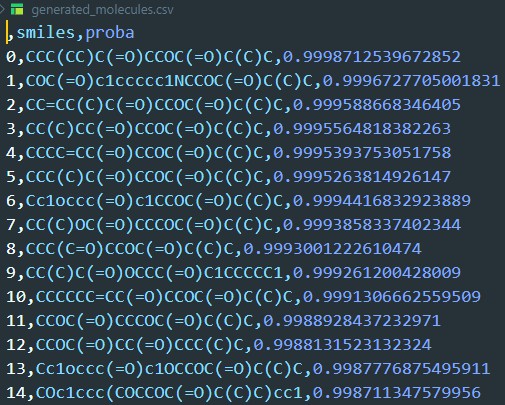 generated_molecules.csv
,smiles,proba
0,CCC(CC)C(=O)CCOC(=O)C(C)C,0.9998712539672852
1,COC(=O)c1ccccc1NCCOC(=O)C(C)C,0.9996727705001831
2,CC=CC(C)C(=O)CCOC(=O)C(C)C,0.999588668346405
3,CC(C)CC(=O)CCOC(=O)C(C)C,0.9995564818382263
4,CCCC=CC(=O)CCOC(=O)C(C)C,0.9995393753051758
5,CCC(C)C(=O)CCOC(=O)C(C)C,0.9995263814926147
6,Cc1occc(=O)c1CCOC(=O)C(C)C,0.9994416832923889
7,CC(C)OC(=O)CCCOC(=O)C(C)C,0.9993858337402344
8,CCC(C=O)CCOC(=O)C(C)C,0.9993001222610474
9,CC(C)C(=O)OCCC(=O)C1CCCCC1,0.999261200428009
10,CCCCCC=CC(=O)CCOC(=O)C(C)C,0.9991306662559509
11,CCOC(=O)CCCOC(=O)C(C)C,0.9988928437232971
12,CCOC(=O)CC(=O)CCC(C)C,0.9988131523132324
13,Cc1occc(=O)c1OCCOC(=O)C(C)C,0.9987776875495911
14,COc1ccc(COCCOC(=O)C(C)C)cc1,0.998711347579956